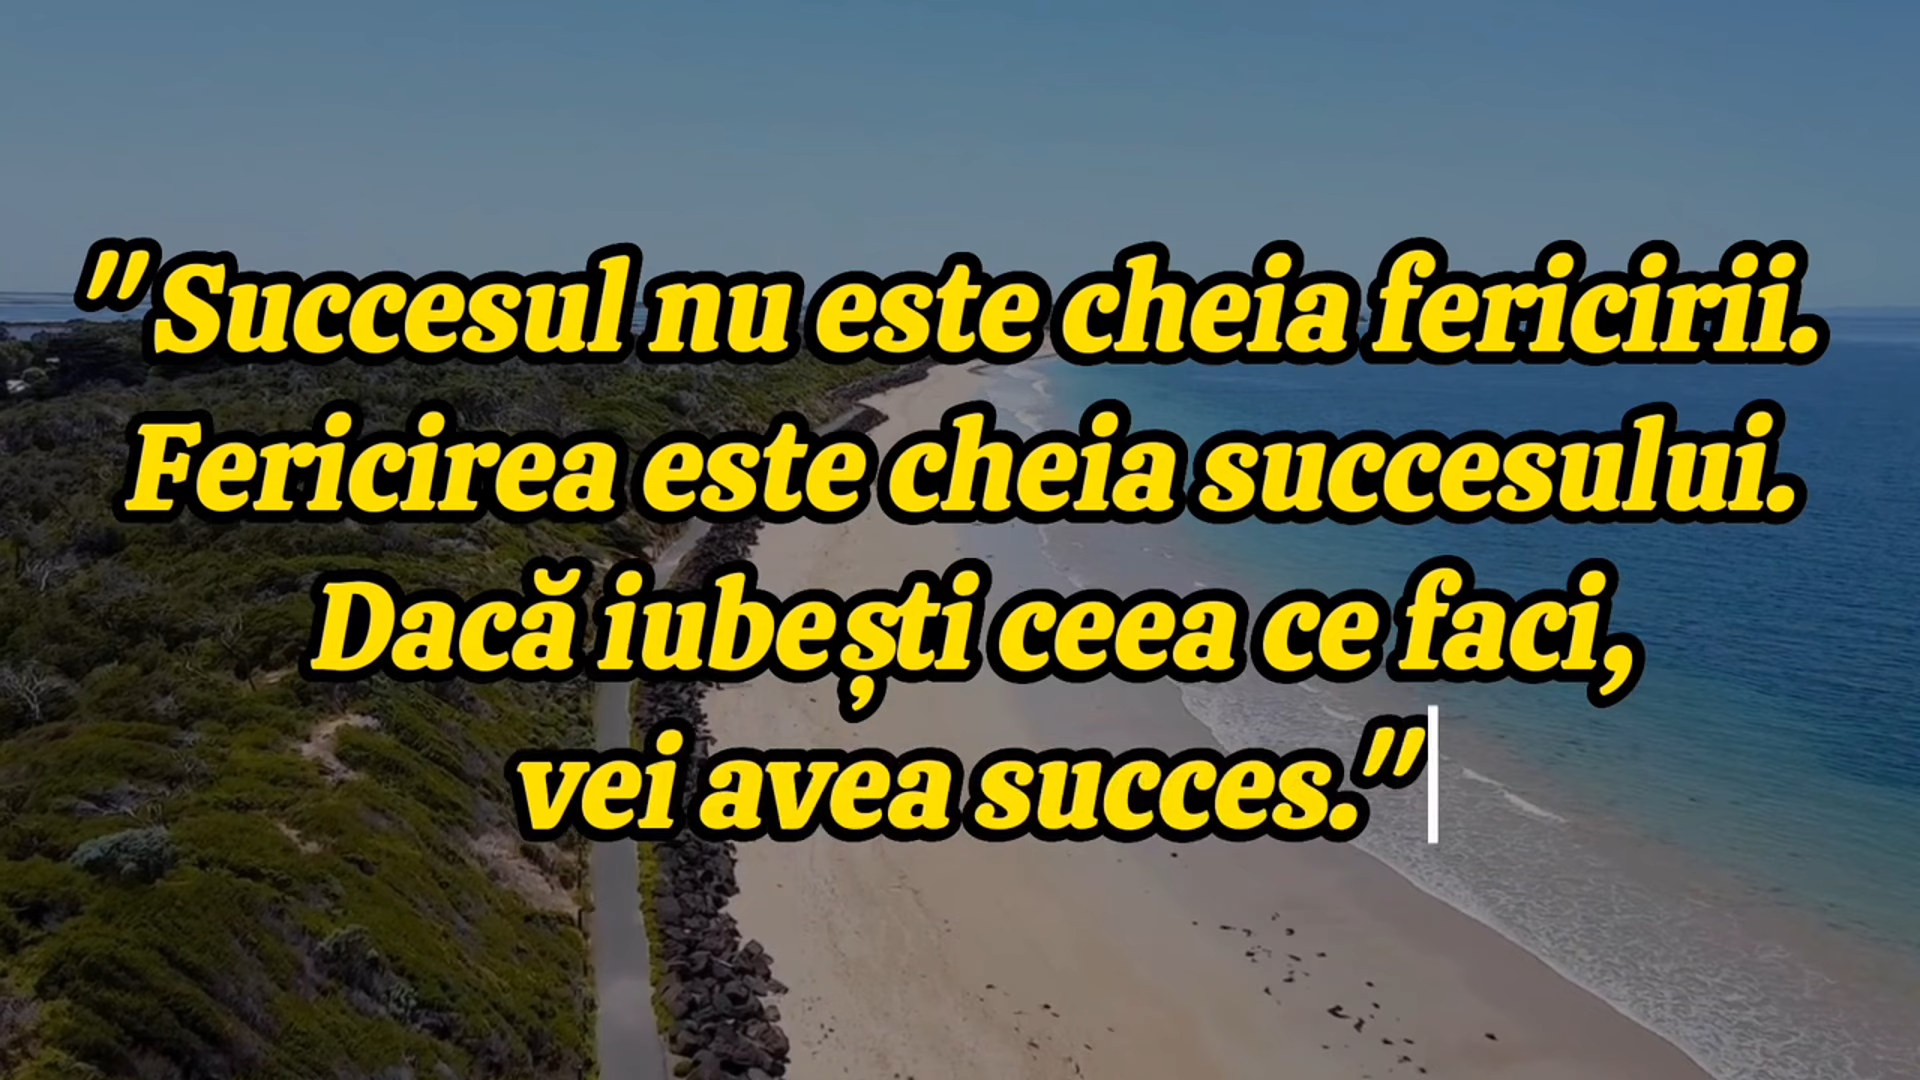 "Succesul nu este cheia fericirii.
Fericirea este cheia succesului.
Dacă iubești ceea ce faci,
vei avea succes."